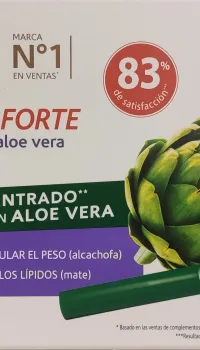 MARCA
Nº1
EN VENTAS*
83%
de satisfacción***
FORTE
aloe vera
NTRADO**
N ALOE VERA
ULAR EL PESO (alcachofa)
LOS LÍPIDOS (mate)
* Basado en las ventas de complementos